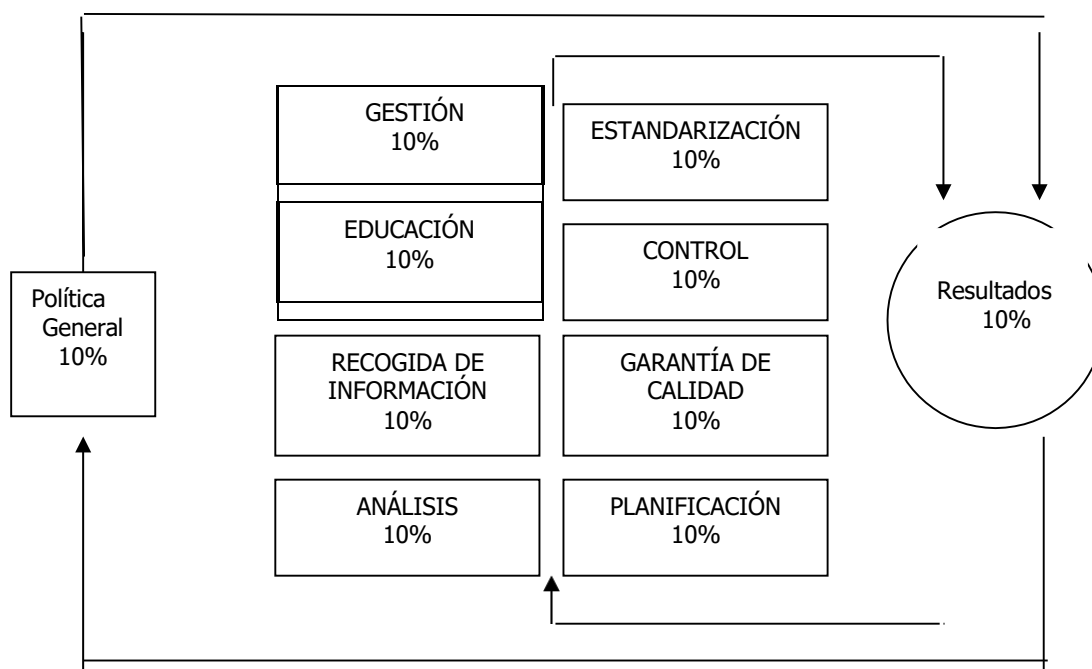 GESTIÓN
10%
ESTANDARIZACIÓN
10%
EDUCACIÓN
10%
CONTROL
10%
Política
General
10%
Resultados
10%
RECOGIDA DE
INFORMACIÓN
10%
GARANTÍA DE
CALIDAD
10%
ANÁLISIS
10%
PLANIFICACIÓN
10%